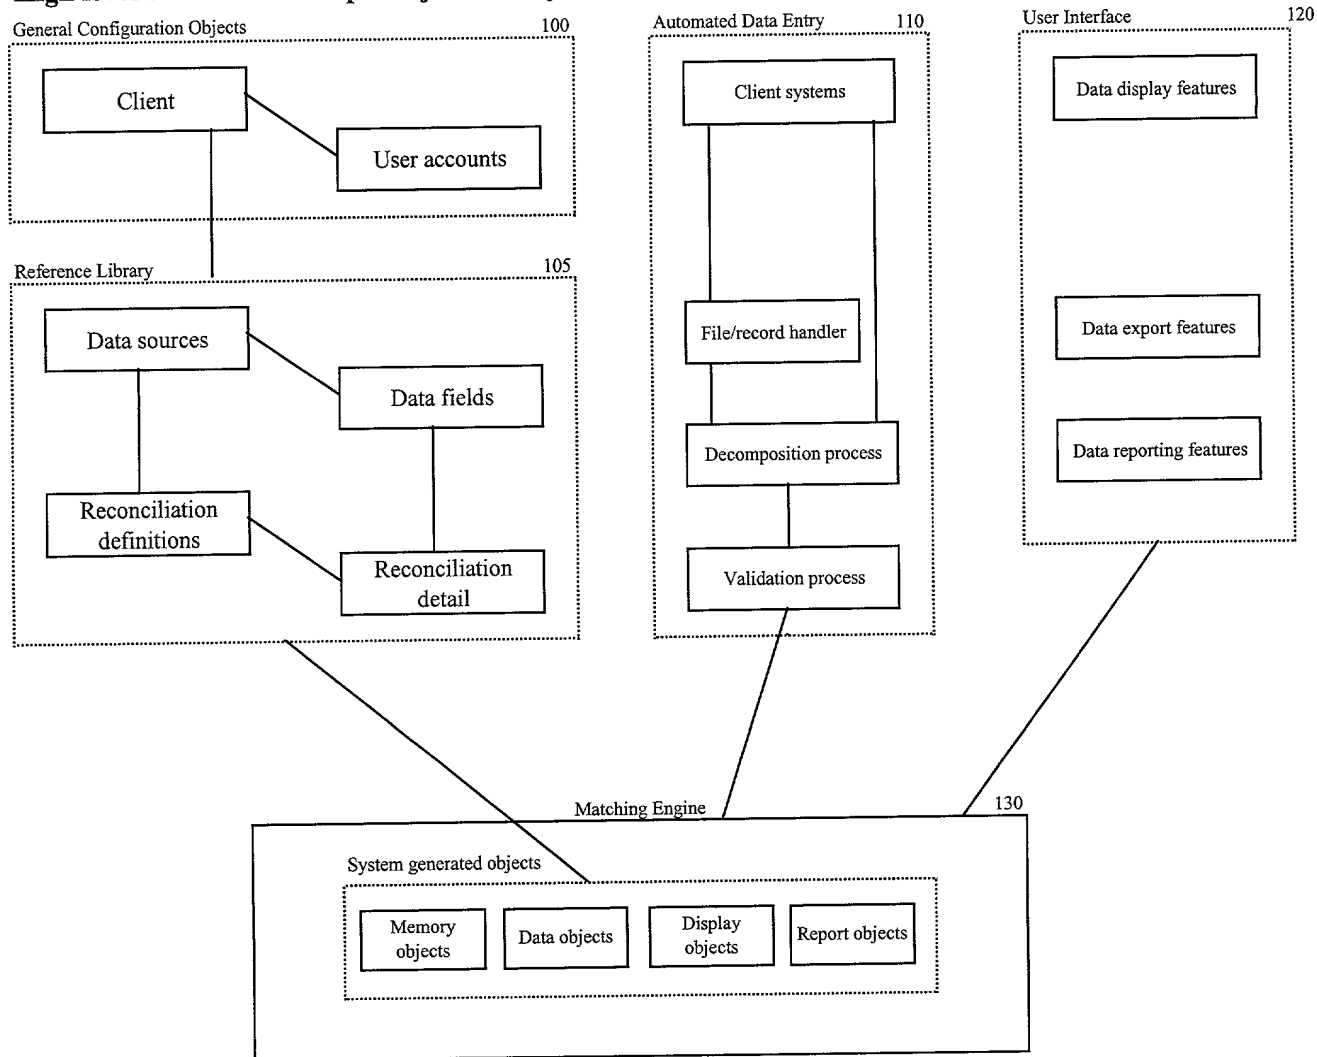 General Configuration Objects 100
Client
User accounts
Reference Library 105
Data sources
Data fields
Reconciliation
definitions
Reconciliation
detail
Automated Data Entry 110
Client systems
File/record handler
Decomposition process
Validation process
User Interface 120
Data display features
Data export features
Data reporting features
Matching Engine 130
System generated objects
Memory
objects
Data objects
Display
objects
Report objects